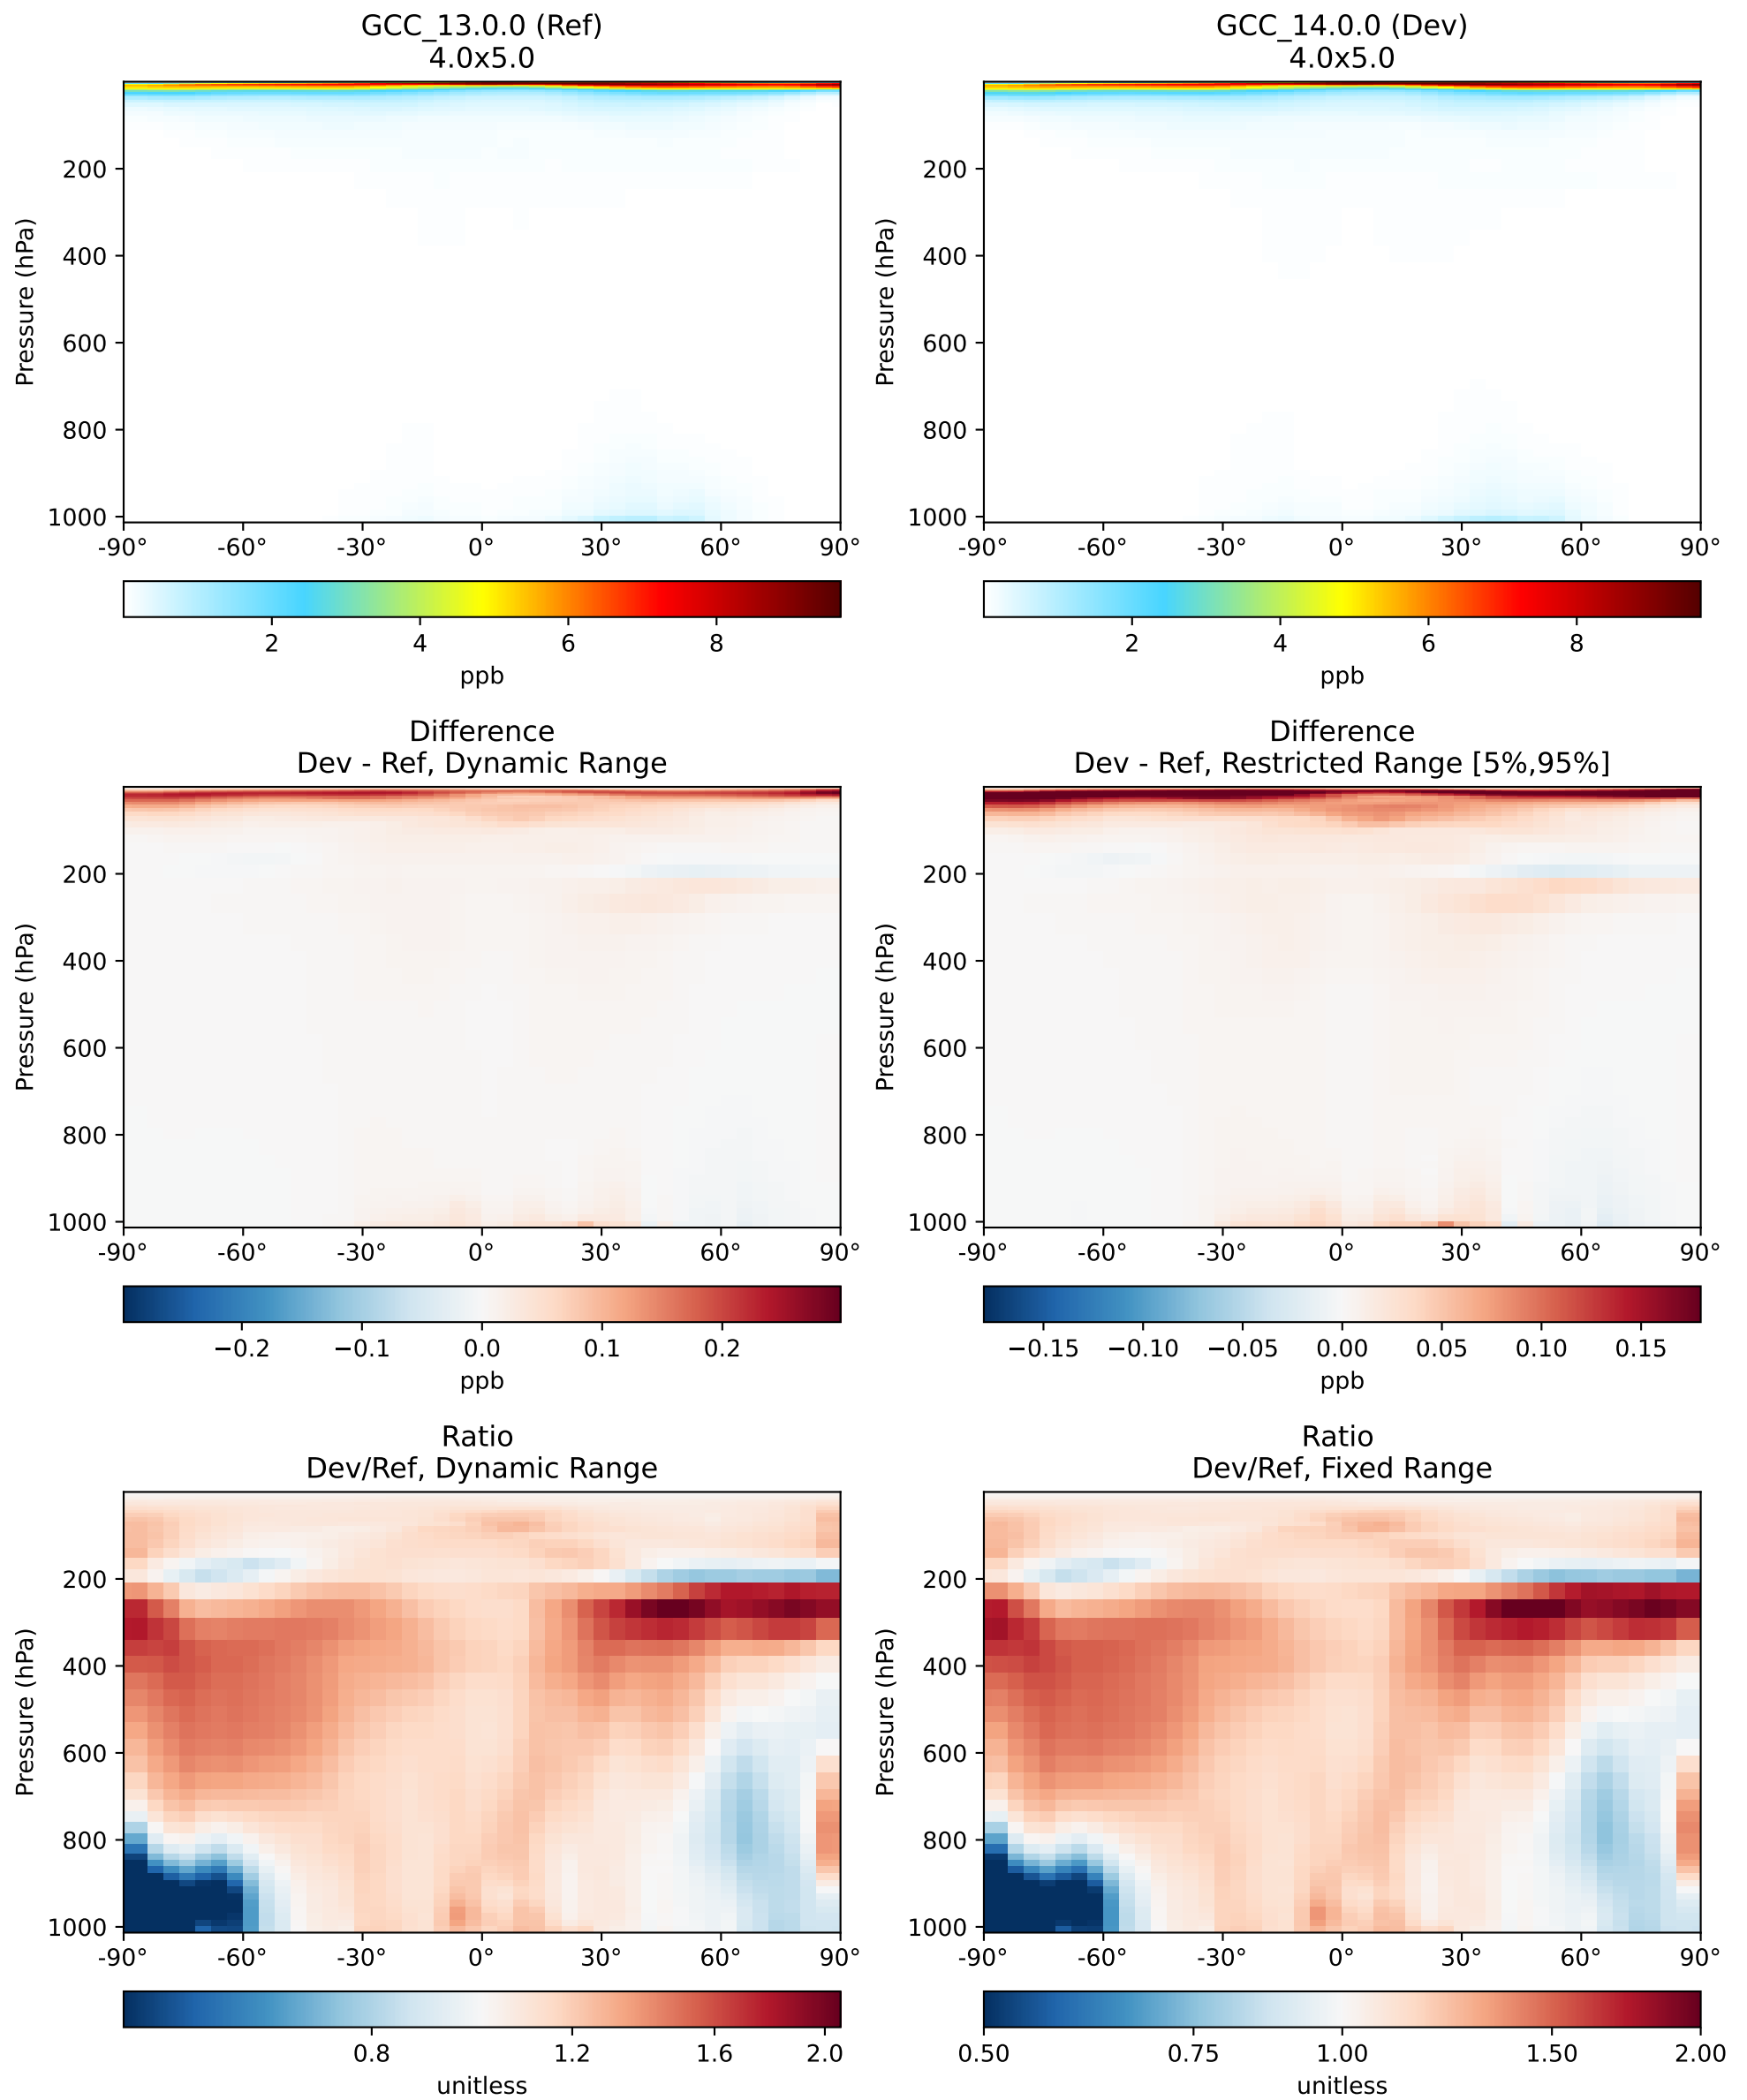 GCC_13.0.0 (Ref)
4.0x5.0
GCC_14.0.0 (Dev)
4.0x5.0
Pressure (hPa)
200
400
600
800
1000
-90° -60° -30° 0° 30° 60° 90°
2 4 6 8
ppb
Pressure (hPa)
200
400
600
800
1000
-90° -60° -30° 0° 30° 60° 90°
2 4 6 8
ppb
Difference
Dev - Ref, Dynamic Range
Difference
Dev - Ref, Restricted Range [5%,95%]
Pressure (hPa)
200
400
600
800
1000
-90° -60° -30° 0° 30° 60° 90°
−0.2 −0.1 0.0 0.1 0.2
ppb
Pressure (hPa)
200
400
600
800
1000
-90° -60° -30° 0° 30° 60° 90°
−0.15 −0.10 −0.05 0.00 0.05 0.10 0.15
ppb
Ratio
Dev/Ref, Dynamic Range
Ratio
Dev/Ref, Fixed Range
Pressure (hPa)
200
400
600
800
1000
-90° -60° -30° 0° 30° 60° 90°
0.8 1.2 1.6 2.0
unitless
Pressure (hPa)
200
400
600
800
1000
-90° -60° -30° 0° 30° 60° 90°
0.50 0.75 1.00 1.50 2.00
unitless